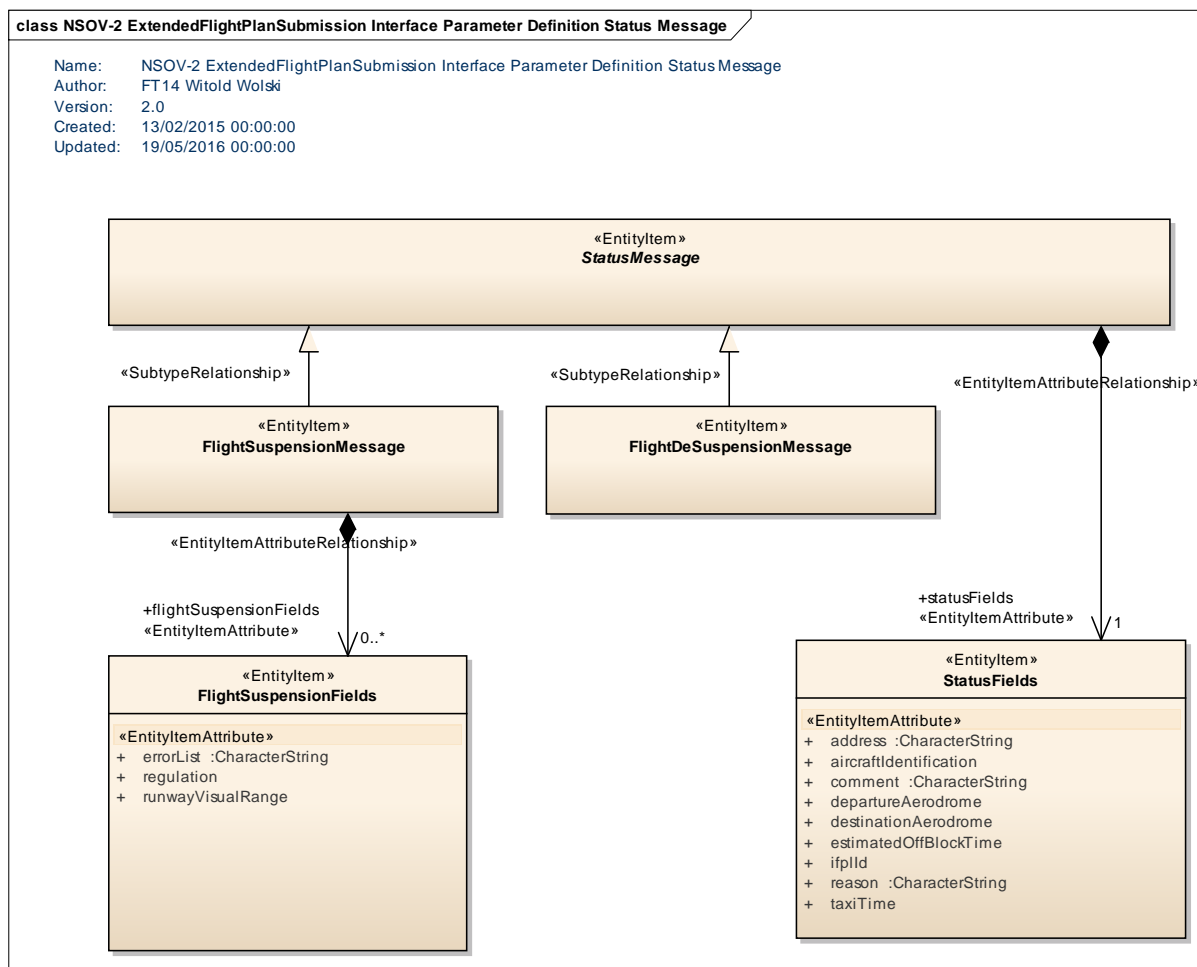 class NSOV-2 ExtendedFlightPlanSubmission Interface Parameter Definition Status Message
Name: NSOV-2 ExtendedFlightPlanSubmission Interface Parameter Definition Status Message
Author: FT14 Witold Wolski
Version: 2.0
Created: 13/02/2015 00:00:00
Updated: 19/05/2016 00:00:00
«EntityItem»
StatusMessage
«SubtypeRelationship»
«SubtypeRelationship»
«EntityItemAttributeRelationship»
«EntityItem»
FlightSuspensionMessage
«EntityItem»
FlightDeSuspensionMessage
«EntityItemAttributeRelationship»
+flightSuspensionFields
«EntityItemAttribute»
0..*
+statusFields
«EntityItemAttribute»
1
«EntityItem»
FlightSuspensionFields
«EntityItemAttribute»
+ errorList :CharacterString
+ regulation
+ runwayVisualRange
«EntityItem»
StatusFields
«EntityItemAttribute»
+ address :CharacterString
+ aircraftIdentification
+ comment :CharacterString
+ departureAerodrome
+ destinationAerodrome
+ estimatedOffBlockTime
+ ifplId
+ reason :CharacterString
+ taxiTime